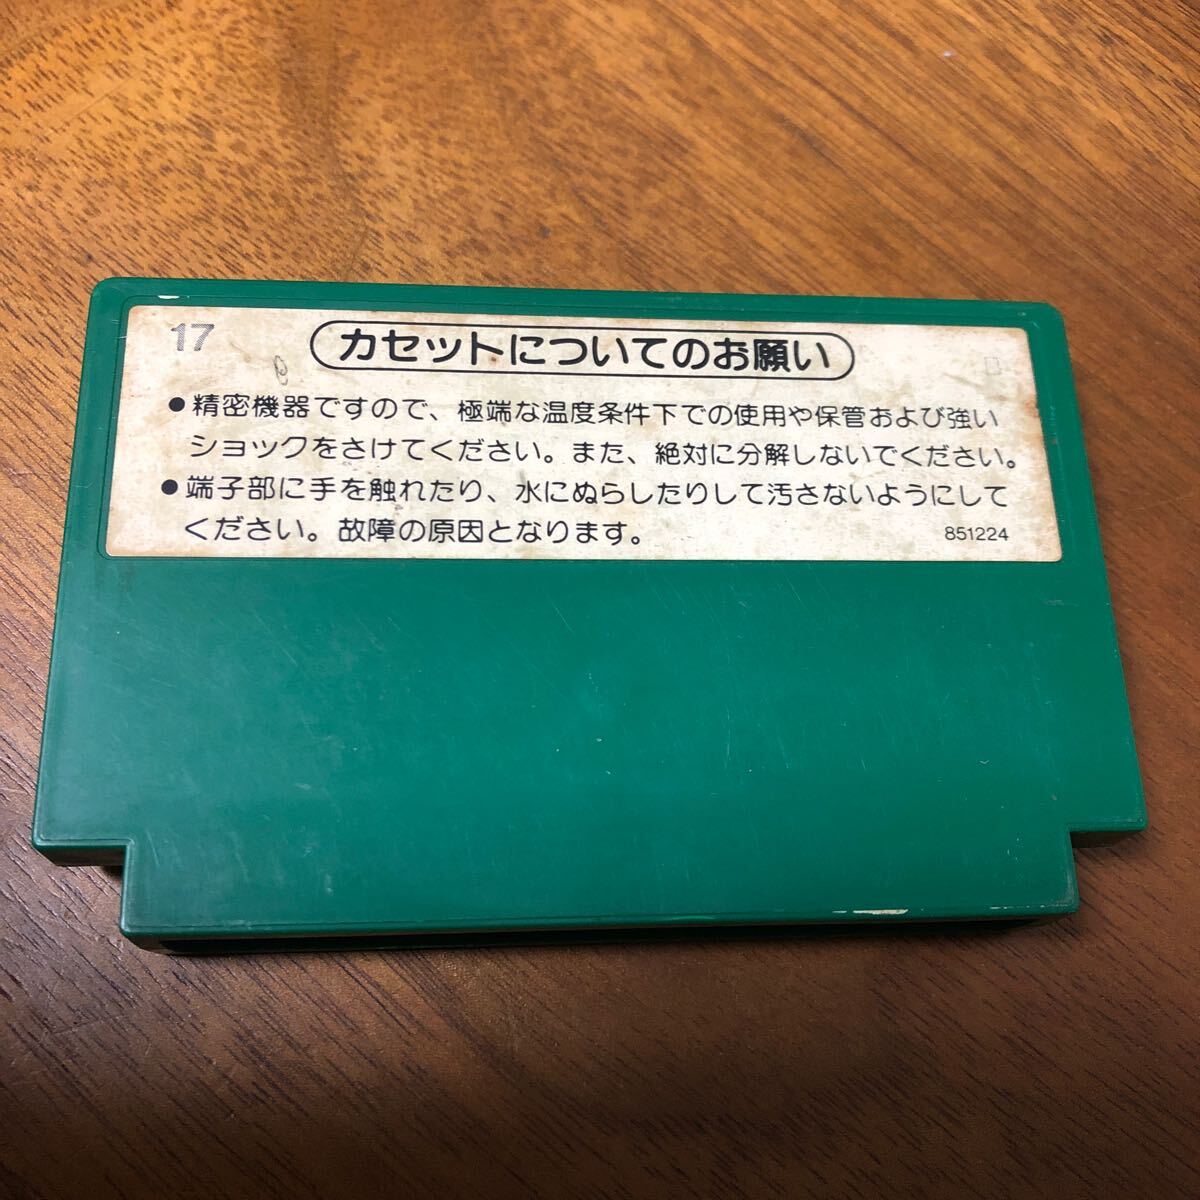 17
カセットについてのお願い
●精密機器ですので、極端な温度条件下での使用や保管および強い
ショックをさけてください。また、絶対に分解しないでください。
●端子部に手を触れたり、水にぬらしたりして汚さないようにして
ください。故障の原因となります。
851224